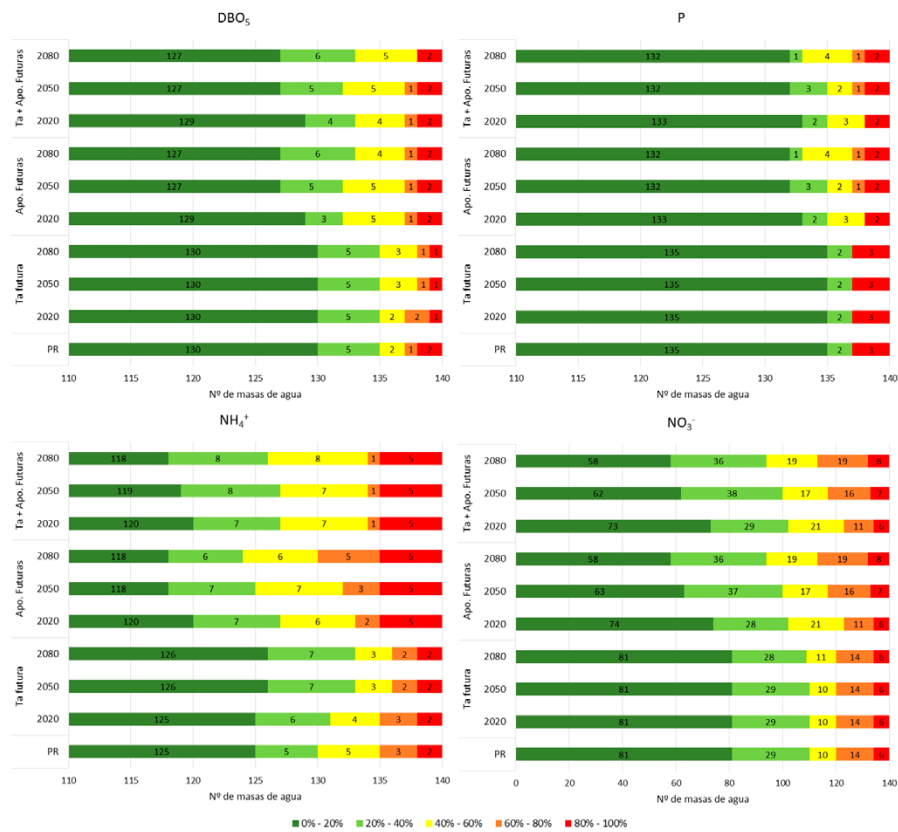 DBO₅
Ta + Apo. Futuras
2080 127 6 5 2
2050 127 5 5 1 2
2020 129 4 4 1 2
Apo. Futuras
2080 127 6 4 1 2
2050 127 5 5 1 2
2020 129 3 5 1 2
Ta futura
2080 130 5 3 1 1
2050 130 5 3 1 1
2020 130 5 2 2 1
PR 130 5 2 1 2
110 115 120 125 130 135 140
Nº de masas de agua
P
Ta + Apo. Futuras
2080 132 1 4 1 2
2050 132 3 2 1 2
2020 133 2 3 2
Apo. Futuras
2080 132 1 4 1 2
2050 132 3 2 1 2
2020 133 2 3 2
Ta futura
2080 135 2 3
2050 135 2 3
2020 135 2 3
PR 135 2 3
110 115 120 125 130 135 140
Nº de masas de agua
NH₄⁺
Ta + Apo. Futuras
2080 118 8 8 1 5
2050 119 8 7 1 5
2020 120 7 7 1 5
Apo. Futuras
2080 118 6 6 5 5
2050 118 7 7 3 5
2020 120 7 6 2 5
Ta futura
2080 126 7 3 2 2
2050 126 7 3 2 2
2020 125 6 4 3 2
PR 125 5 5 3 2
110 115 120 125 130 135 140
Nº de masas de agua
NO₃⁻
Ta + Apo. Futuras
2080 58 36 19 19 8
2050 62 38 17 16 7
2020 73 29 21 11 6
Apo. Futuras
2080 58 36 19 19 8
2050 63 37 17 16 7
2020 74 28 21 11 6
Ta futura
2080 81 28 11 14 6
2050 81 29 10 14 6
2020 81 29 10 14 6
PR 81 29 10 14 6
0 20 40 60 80 100 120 140
Nº de masas de agua
0% - 20% 20% - 40% 40% - 60% 60% - 80% 80% - 100%